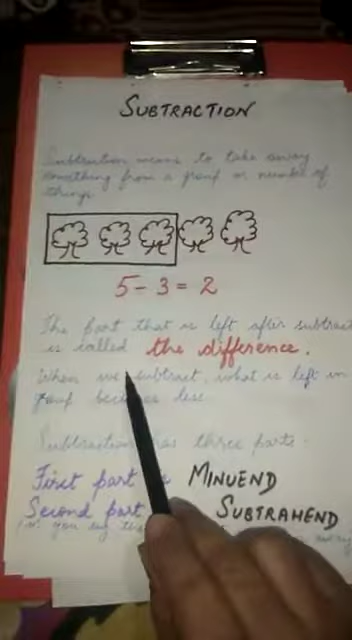 SUBTRACTION
Subtraction means to take away
something from a group or number of
things
5 - 3 = 2
The part that is left after subtract
is called the difference.
When we subtract, what is left in
group becomes less
Subtraction has three parts
First part MINUEND
Second part SUBTRAHEND
you say